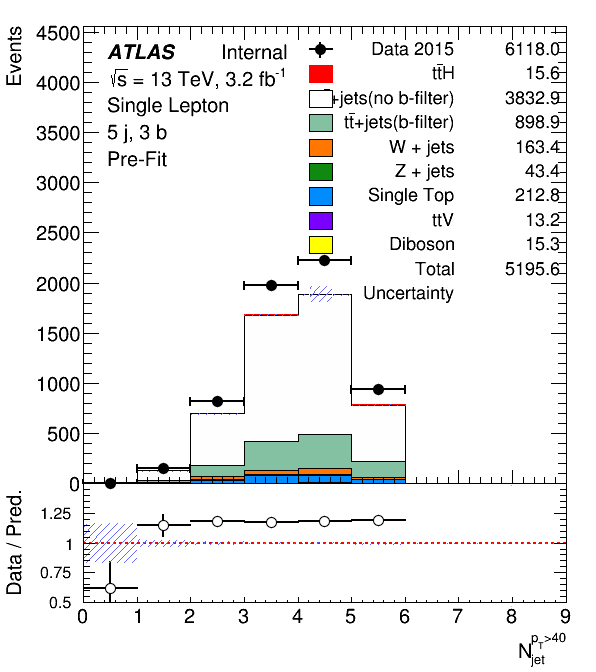 Events
4500
4000
3500
3000
2500
2000
1500
1000
500
0
ATLAS Internal
√s = 13 TeV, 3.2 fb⁻¹
Single Lepton
5 j, 3 b
Pre-Fit
Data 2015 6118.0
tt̄H 15.6
+jets(no b-filter) 3832.9
tt̄+jets(b-filter) 898.9
W + jets 163.4
Z + jets 43.4
Single Top 212.8
ttV 13.2
Diboson 15.3
Total 5195.6
Uncertainty
Data / Pred.
1.25
1
0.75
0.5
0 1 2 3 4 5 6 7 8 9
N_jet^{p_T>40}